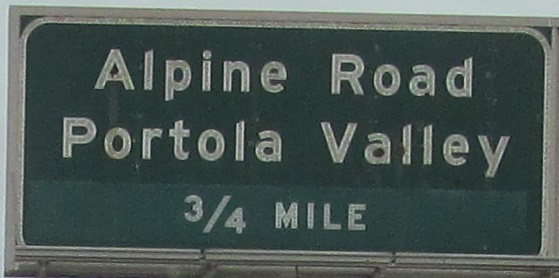 Alpine Road
Portola Valley
3/4 MILE